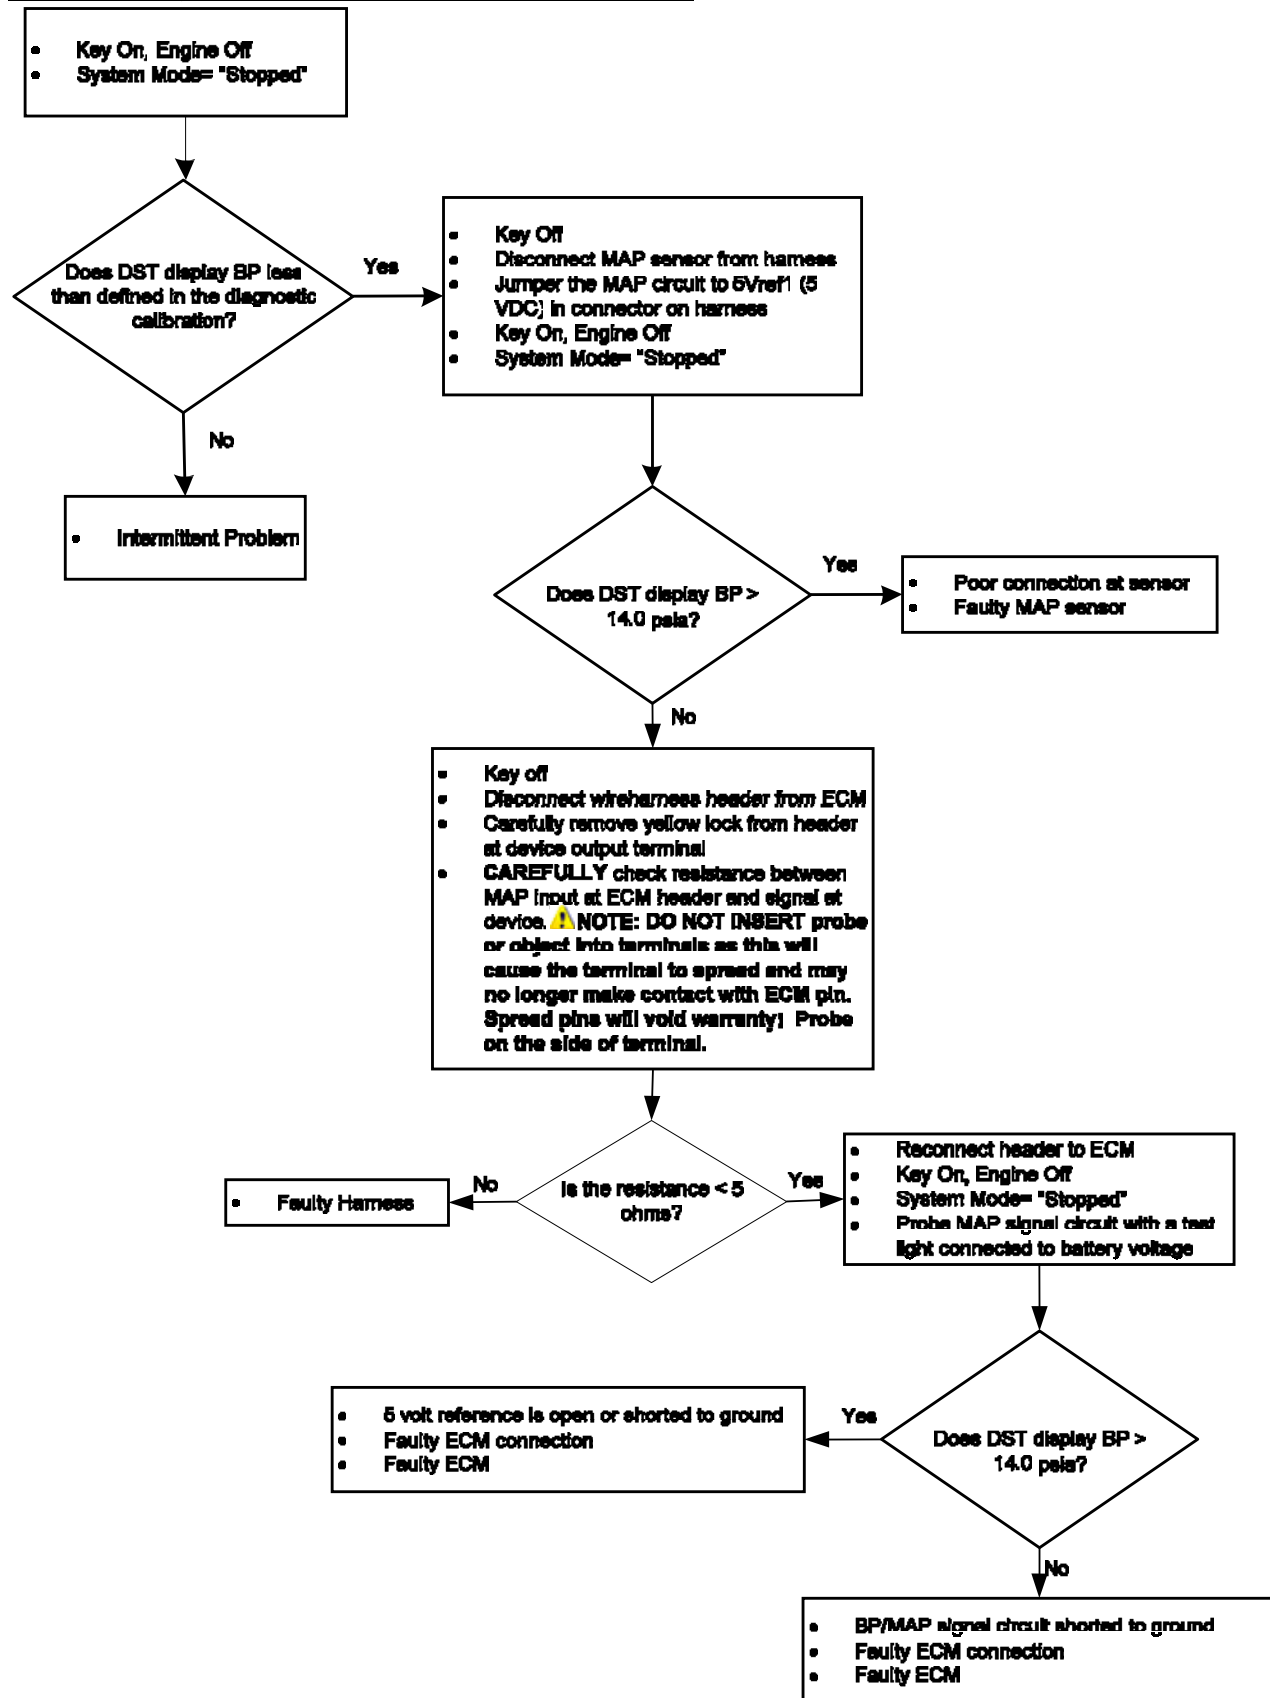 • Key On, Engine Off
• System Mode= "Stopped"
Does DST display BP less
than defined in the diagnostic
calibration?
Yes
• Key Off
• Disconnect MAP sensor from harness
• Jumper the MAP circuit to 5Vref1 (5
VDC) in connector on harness
• Key On, Engine Off
• System Mode= "Stopped"
No
• Intermittent Problem
Does DST display BP >
14.0 psia?
Yes
• Poor connection at sensor
• Faulty MAP sensor
No
• Key off
• Disconnect wireharness header from ECM
• Carefully remove yellow lock from header
at device output terminal
• CAREFULLY check resistance between
MAP input at ECM header and signal at
device. ⚠ NOTE: DO NOT INSERT probe
or object into terminals as this will
cause the terminal to spread and may
no longer make contact with ECM pin.
Spread pins will void warranty; Probe
on the side of terminal.
Is the resistance < 5
ohms?
No
• Faulty Harness
Yes
• Reconnect header to ECM
• Key On, Engine Off
• System Mode= "Stopped"
• Probe MAP signal circuit with a test
light connected to battery voltage
Does DST display BP >
14.0 psia?
Yes
• 5 volt reference is open or shorted to ground
• Faulty ECM connection
• Faulty ECM
No
• BP/MAP signal circuit shorted to ground
• Faulty ECM connection
• Faulty ECM